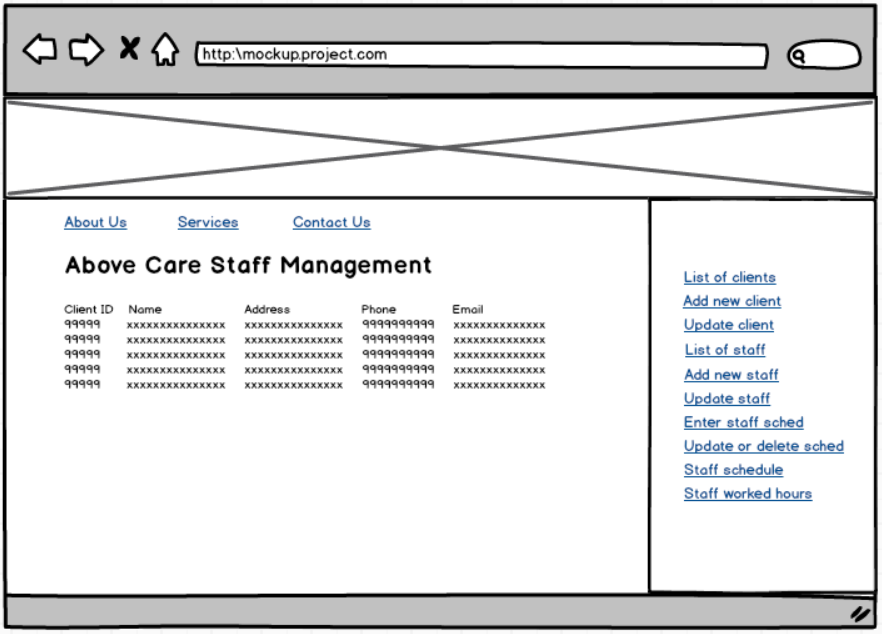 http:\mockup.project.com
About Us Services Contact Us
Above Care Staff Management
Client ID Name Address Phone Email
99999 xxxxxxxxxxxxxxx xxxxxxxxxxxxxxx 9999999999 xxxxxxxxxxxxxx
99999 xxxxxxxxxxxxxxx xxxxxxxxxxxxxxx 9999999999 xxxxxxxxxxxxxx
99999 xxxxxxxxxxxxxxx xxxxxxxxxxxxxxx 9999999999 xxxxxxxxxxxxxx
99999 xxxxxxxxxxxxxxx xxxxxxxxxxxxxxx 9999999999 xxxxxxxxxxxxxx
99999 xxxxxxxxxxxxxxx xxxxxxxxxxxxxxx 9999999999 xxxxxxxxxxxxxx
List of clients
Add new client
Update client
List of staff
Add new staff
Update staff
Enter staff sched
Update or delete sched
Staff schedule
Staff worked hours